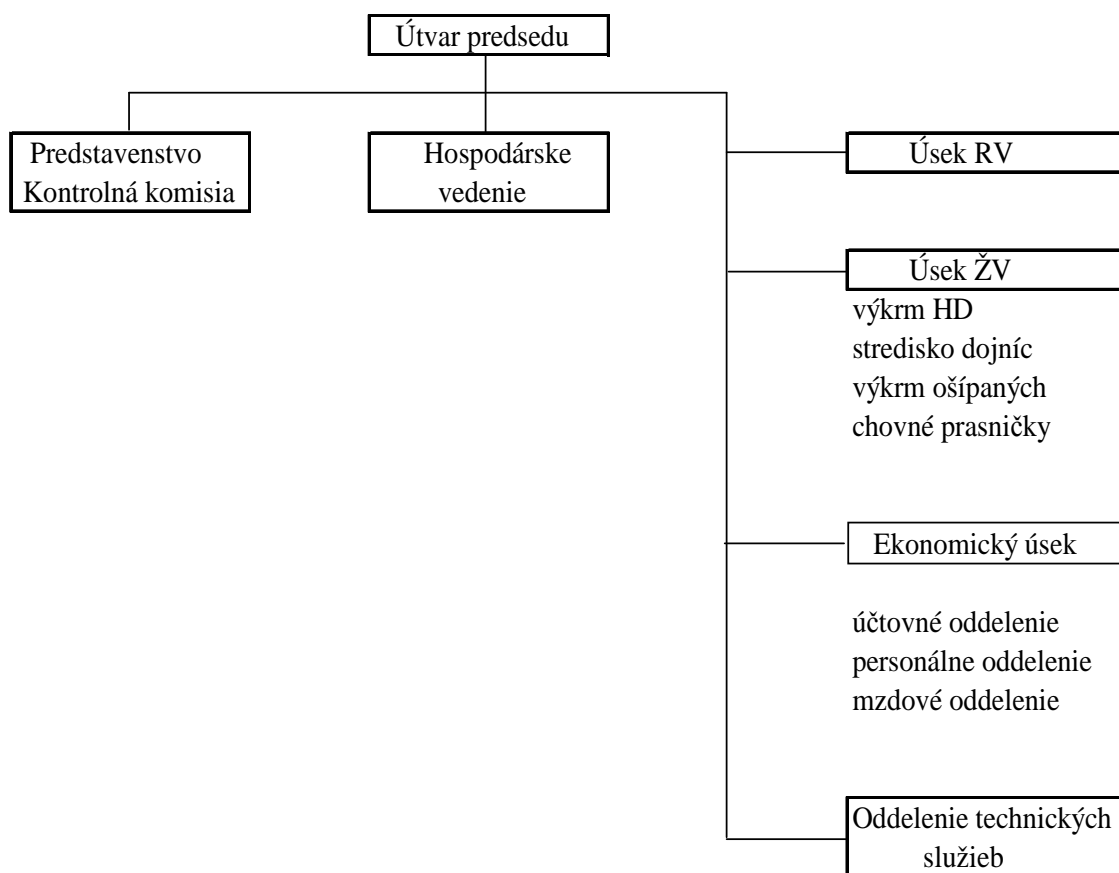 Útvar predsedu
Predstavenstvo
Kontrolná komisia
Hospodárske
vedenie
Úsek RV
Úsek ŽV
výkrm HD
stredisko dojníc
výkrm ošípaných
chovné prasničky
Ekonomický úsek
účtovné oddelenie
personálne oddelenie
mzdové oddelenie
Oddelenie technických
služieb